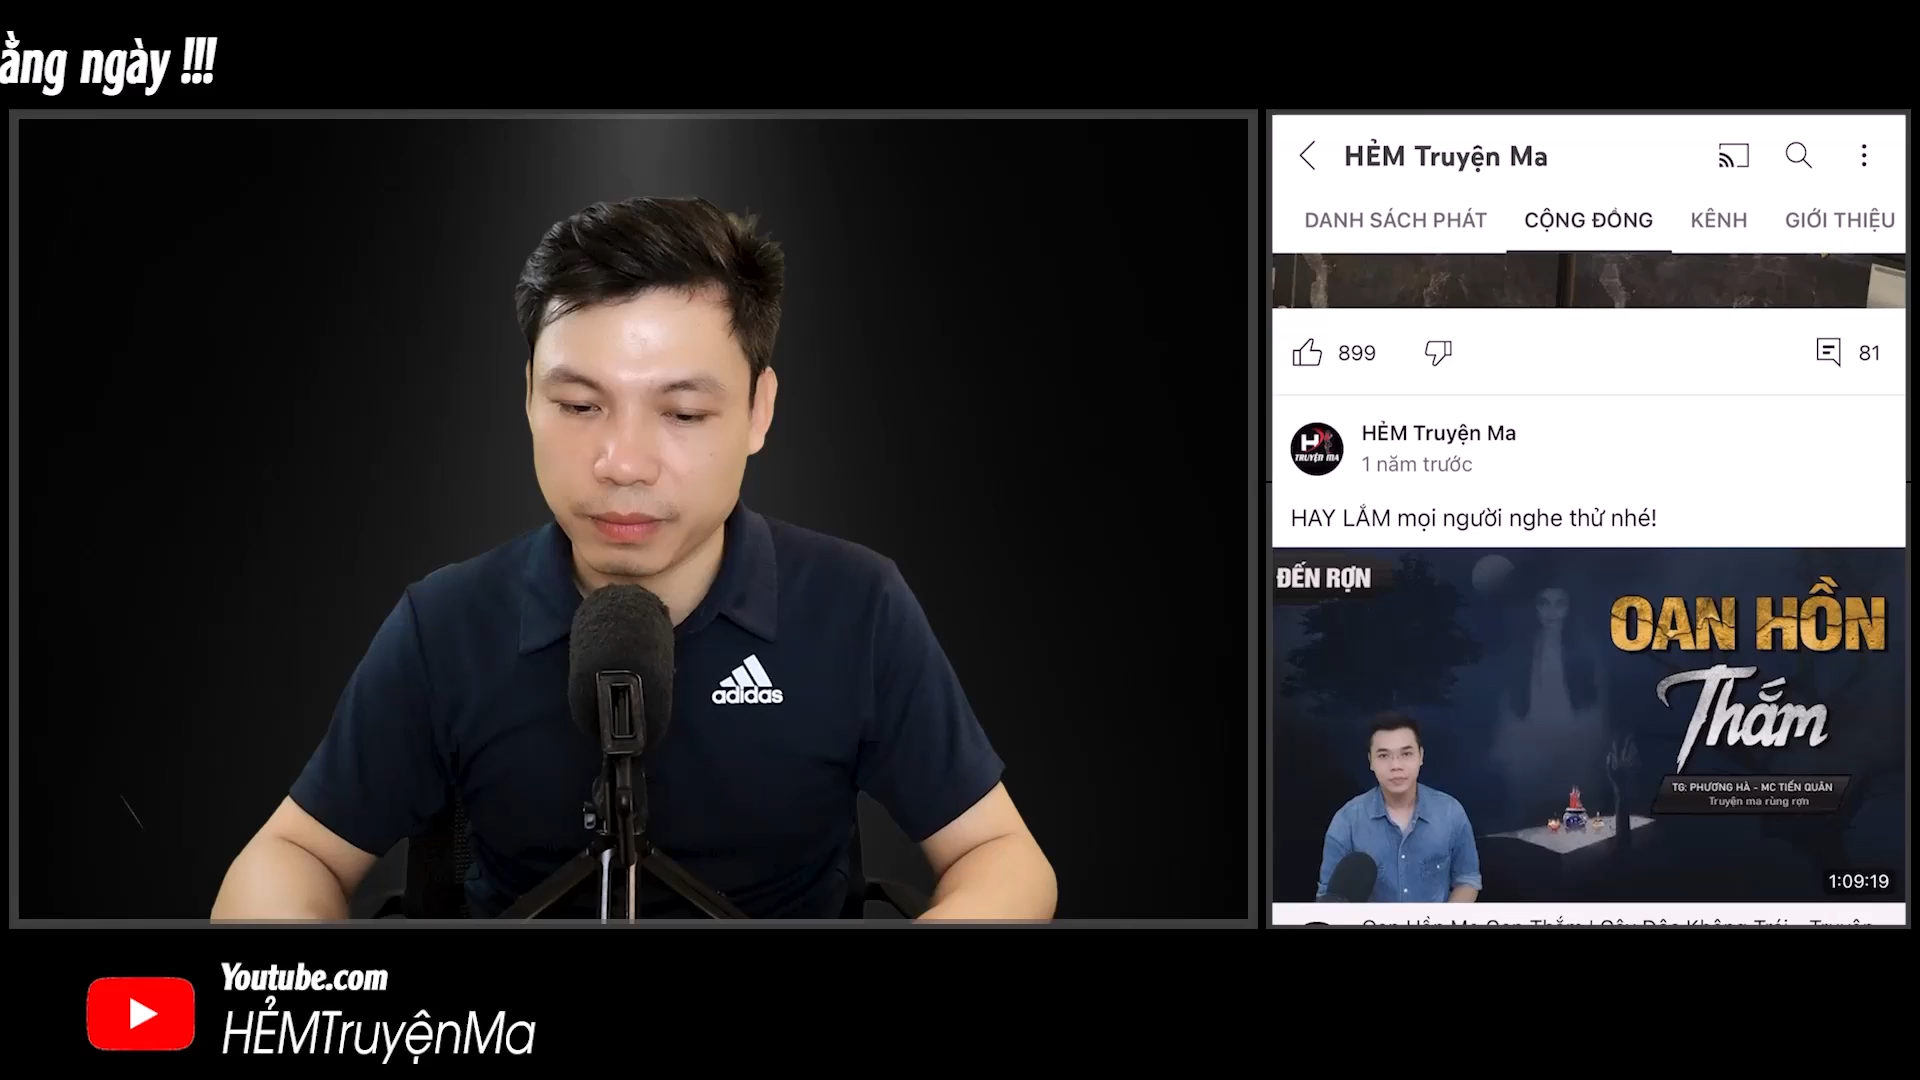 ằng ngày !!!
HẺM Truyện Ma
DANH SÁCH PHÁT CỘNG ĐỒNG KÊNH GIỚI THIỆU
899 81
H
TRUYỆN MA
HẺM Truyện Ma
1 năm trước
HAY LẮM mọi người nghe thử nhé!
ĐẾN RỢN
OAN HỒN
Thắm
TG: PHƯƠNG HÀ - MC TIẾN QUÂN
Truyện ma rùng rợn
1:09:19
adidas
Youtube.com
HẺMTruyệnMa